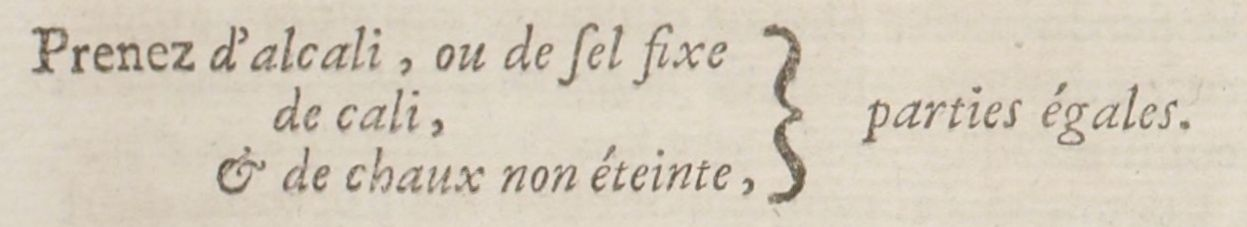 Prenez d'alcali, ou de ſel fixe
de cali,
& de chaux non éteinte,
} parties égales.